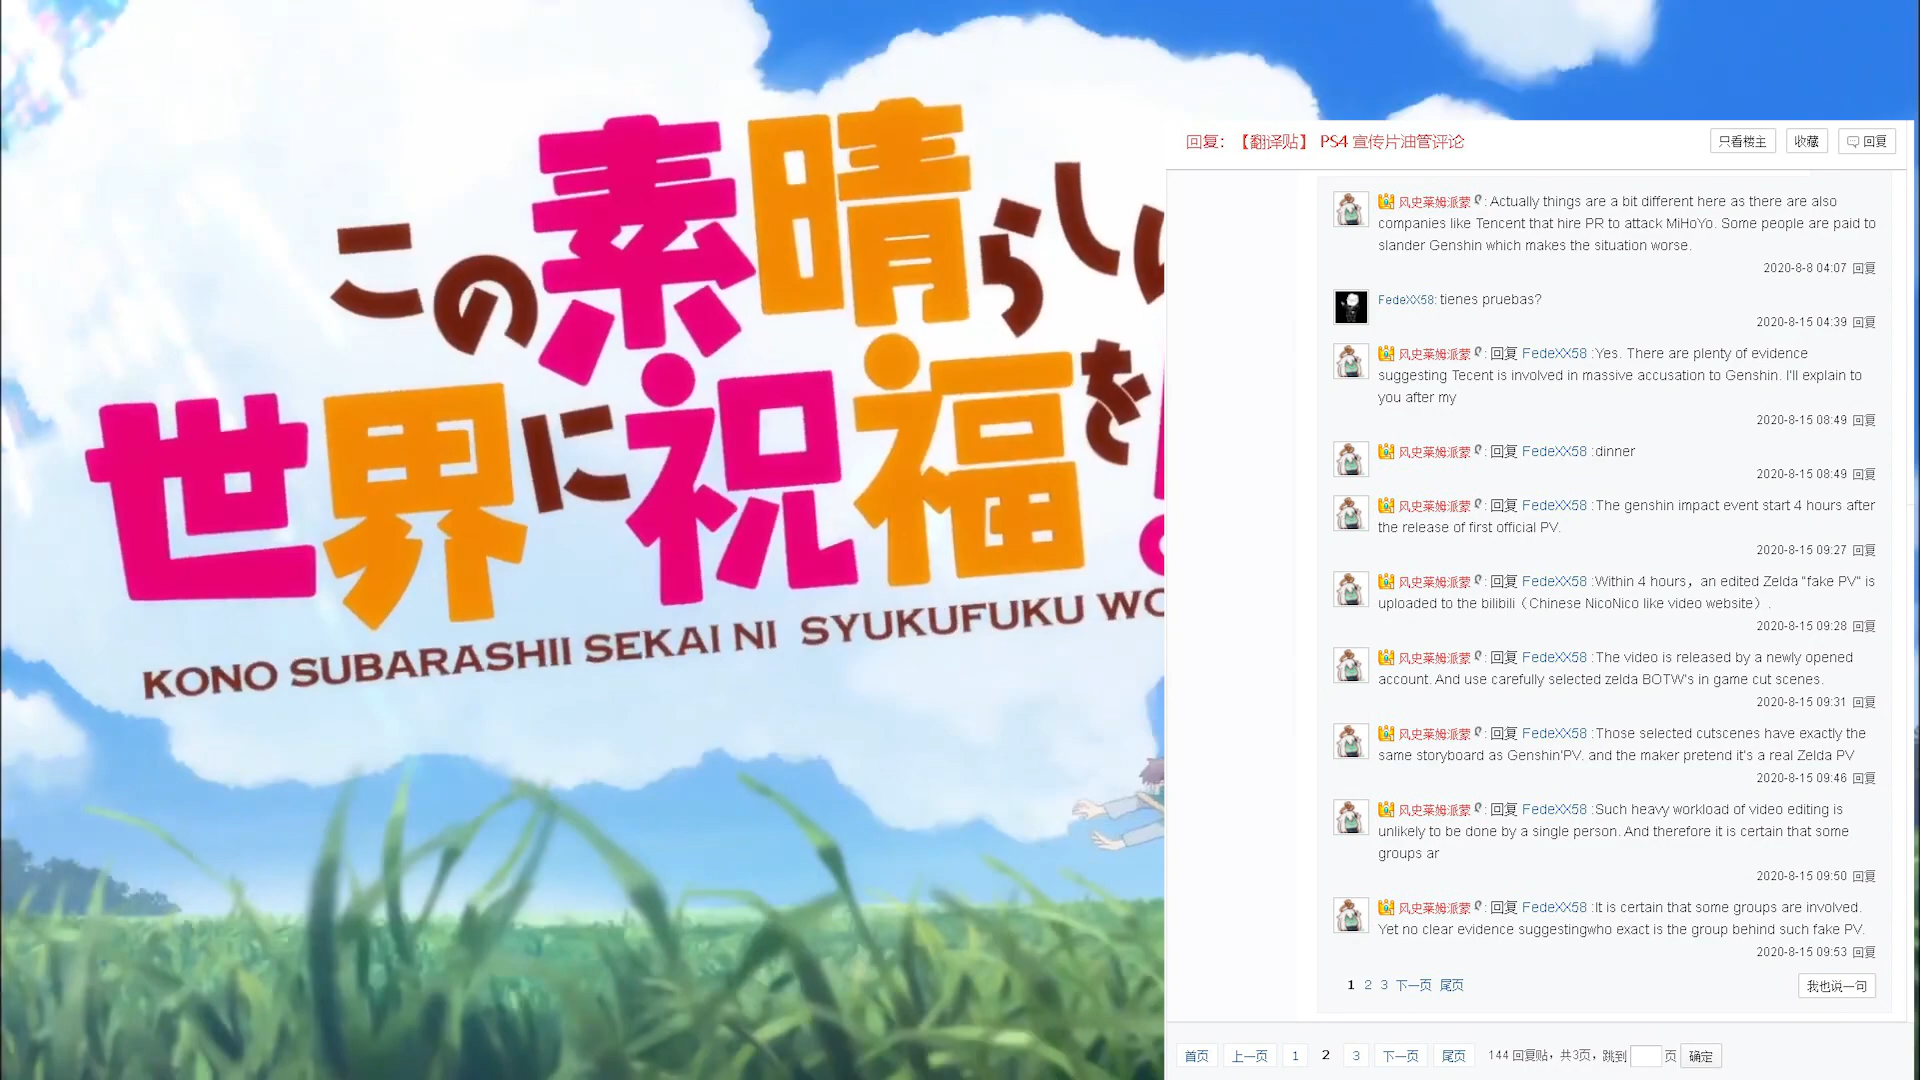 この素晴らしい
世界に祝福を!
KONO SUBARASHII SEKAI NI SYUKUFUKU WO
回复：【翻译贴】 PS4 宣传片油管评论
只看楼主 收藏 回复
风史莱姆派蒙 : Actually things are a bit different here as there are also
companies like Tencent that hire PR to attack MiHoYo. Some people are paid to
slander Genshin which makes the situation worse.
2020-8-8 04:07 回复
FedeXX58: tienes pruebas?
2020-8-15 04:39 回复
风史莱姆派蒙 : 回复 FedeXX58 :Yes. There are plenty of evidence
suggesting Tecent is involved in massive accusation to Genshin. I'll explain to
you after my
2020-8-15 08:49 回复
风史莱姆派蒙 : 回复 FedeXX58 :dinner
2020-8-15 08:49 回复
风史莱姆派蒙 : 回复 FedeXX58 :The genshin impact event start 4 hours after
the release of first official PV.
2020-8-15 09:27 回复
风史莱姆派蒙 : 回复 FedeXX58 :Within 4 hours，an edited Zelda "fake PV" is
uploaded to the bilibili（Chinese NicoNico like video website）.
2020-8-15 09:28 回复
风史莱姆派蒙 : 回复 FedeXX58 :The video is released by a newly opened
account. And use carefully selected zelda BOTW's in game cut scenes.
2020-8-15 09:31 回复
风史莱姆派蒙 : 回复 FedeXX58 :Those selected cutscenes have exactly the
same storyboard as Genshin'PV. and the maker pretend it's a real Zelda PV
2020-8-15 09:46 回复
风史莱姆派蒙 : 回复 FedeXX58 :Such heavy workload of video editing is
unlikely to be done by a single person. And therefore it is certain that some
groups ar
2020-8-15 09:50 回复
风史莱姆派蒙 : 回复 FedeXX58 :It is certain that some groups are involved.
Yet no clear evidence suggestingwho exact is the group behind such fake PV.
2020-8-15 09:53 回复
1 2 3 下一页 尾页
我也说一句
首页 上一页 1 2 3 下一页 尾页 144 回复贴，共3页，跳到 页 确定